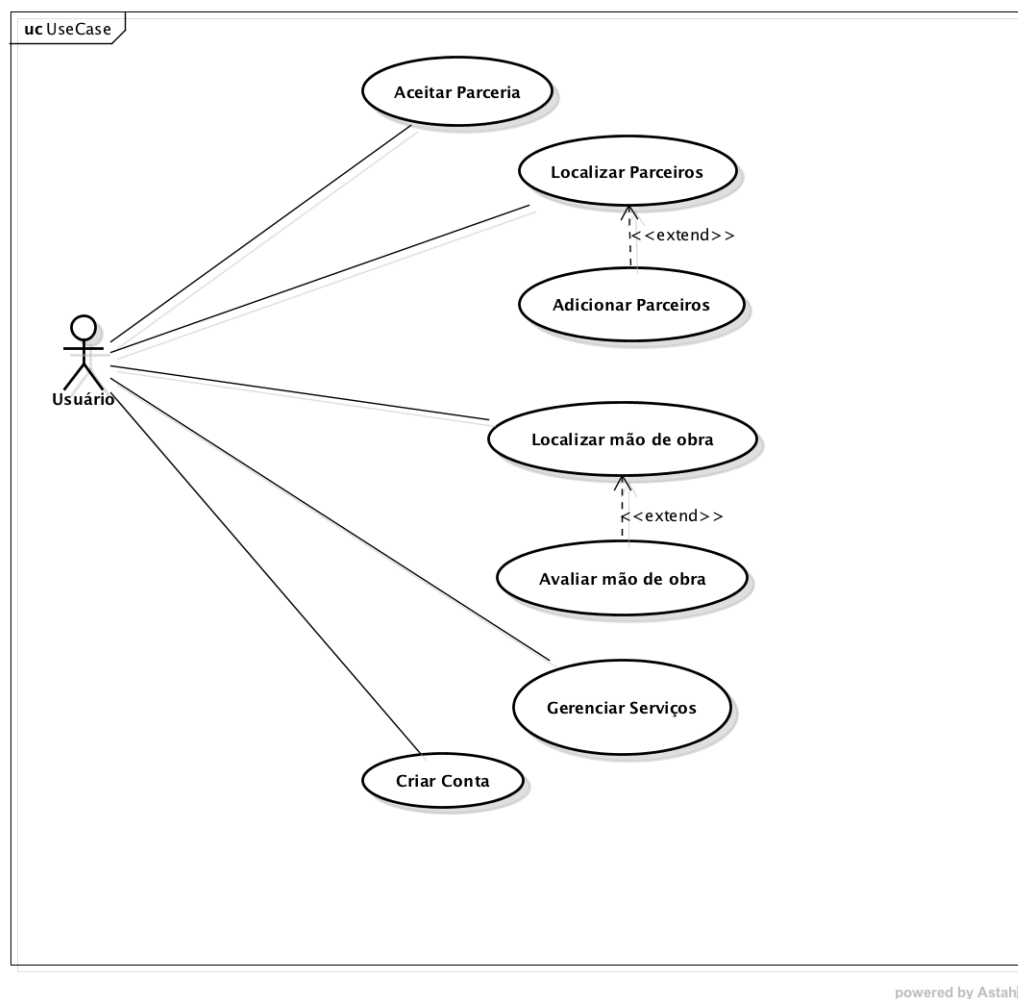 uc UseCase
Aceitar Parceria
Localizar Parceiros
<<extend>>
Adicionar Parceiros
Usuário
Localizar mão de obra
<<extend>>
Avaliar mão de obra
Gerenciar Serviços
Criar Conta
powered by Astah